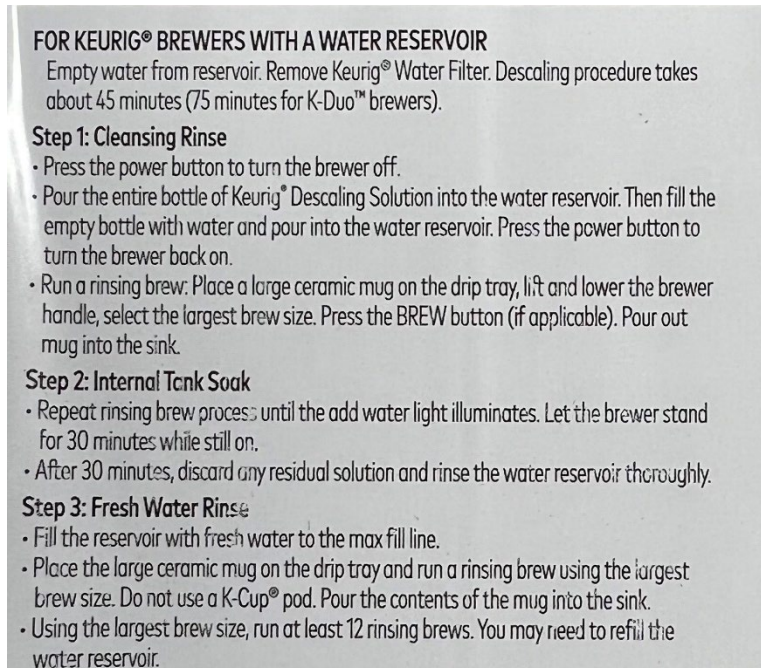 FOR KEURIG® BREWERS WITH A WATER RESERVOIR
Empty water from reservoir. Remove Keurig® Water Filter. Descaling procedure takes
about 45 minutes (75 minutes for K-Duo™ brewers).
Step 1: Cleansing Rinse
• Press the power button to turn the brewer off.
• Pour the entire bottle of Keurig® Descaling Solution into the water reservoir. Then fill the
empty bottle with water and pour into the water reservoir. Press the power button to
turn the brewer back on.
• Run a rinsing brew: Place a large ceramic mug on the drip tray, lift and lower the brewer
handle, select the largest brew size. Press the BREW button (if applicable). Pour out
mug into the sink.
Step 2: Internal Tank Soak
• Repeat rinsing brew process until the add water light illuminates. Let the brewer stand
for 30 minutes while still on.
• After 30 minutes, discard any residual solution and rinse the water reservoir thoroughly.
Step 3: Fresh Water Rinse
• Fill the reservoir with fresh water to the max fill line.
• Place the large ceramic mug on the drip tray and run a rinsing brew using the largest
brew size. Do not use a K-Cup® pod. Pour the contents of the mug into the sink.
• Using the largest brew size, run at least 12 rinsing brews. You may need to refill the
water reservoir.